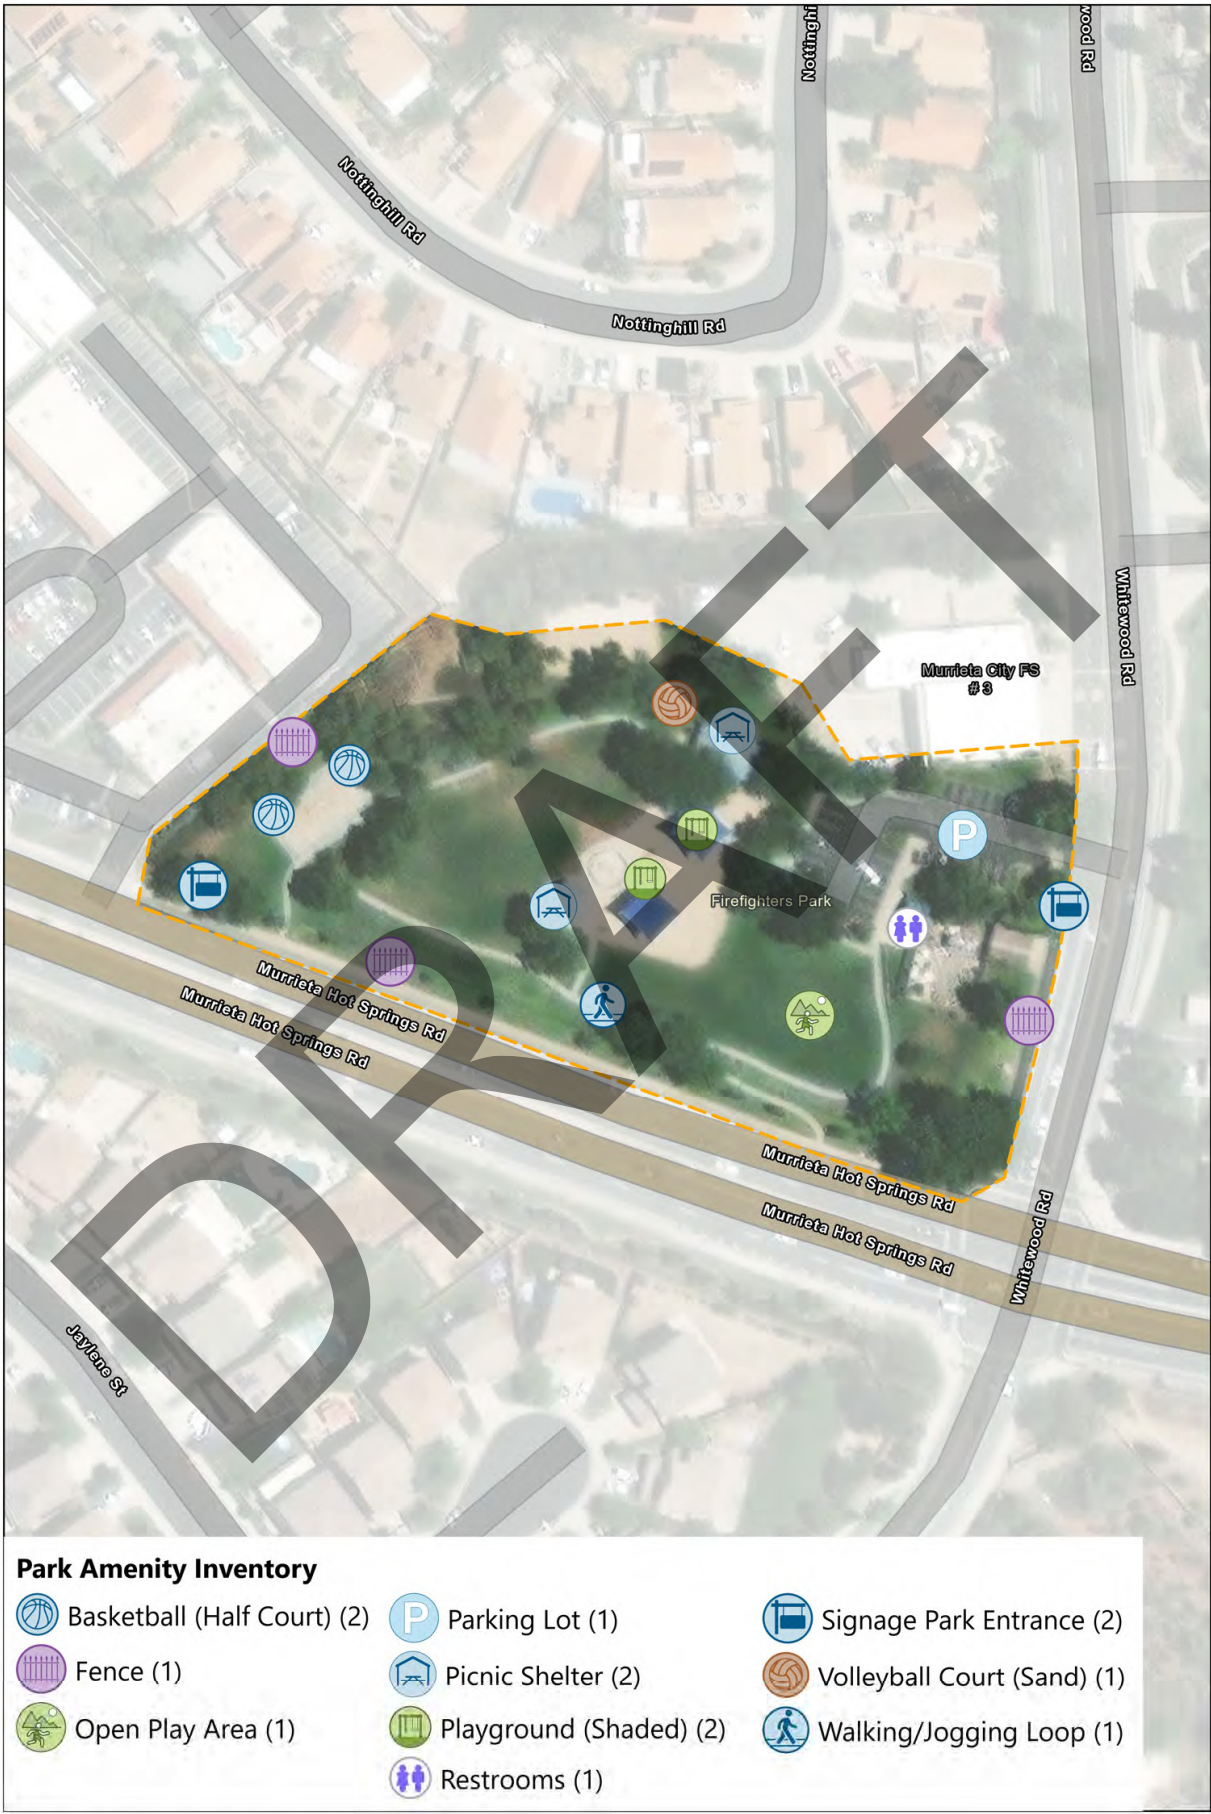 Nottinghi
wood Rd
Nottinghill Rd
Nottinghill Rd
Whitewood Rd
Murrieta City FS
# 3
P
Firefighters Park
Murrieta Hot Springs Rd
Murrieta Hot Springs Rd
Murrieta Hot Springs Rd
Murrieta Hot Springs Rd
Whitewood Rd
Jaylene St
DRAFT
Park Amenity Inventory
Basketball (Half Court) (2)
Fence (1)
Open Play Area (1)
P Parking Lot (1)
Picnic Shelter (2)
Playground (Shaded) (2)
Restrooms (1)
Signage Park Entrance (2)
Volleyball Court (Sand) (1)
Walking/Jogging Loop (1)